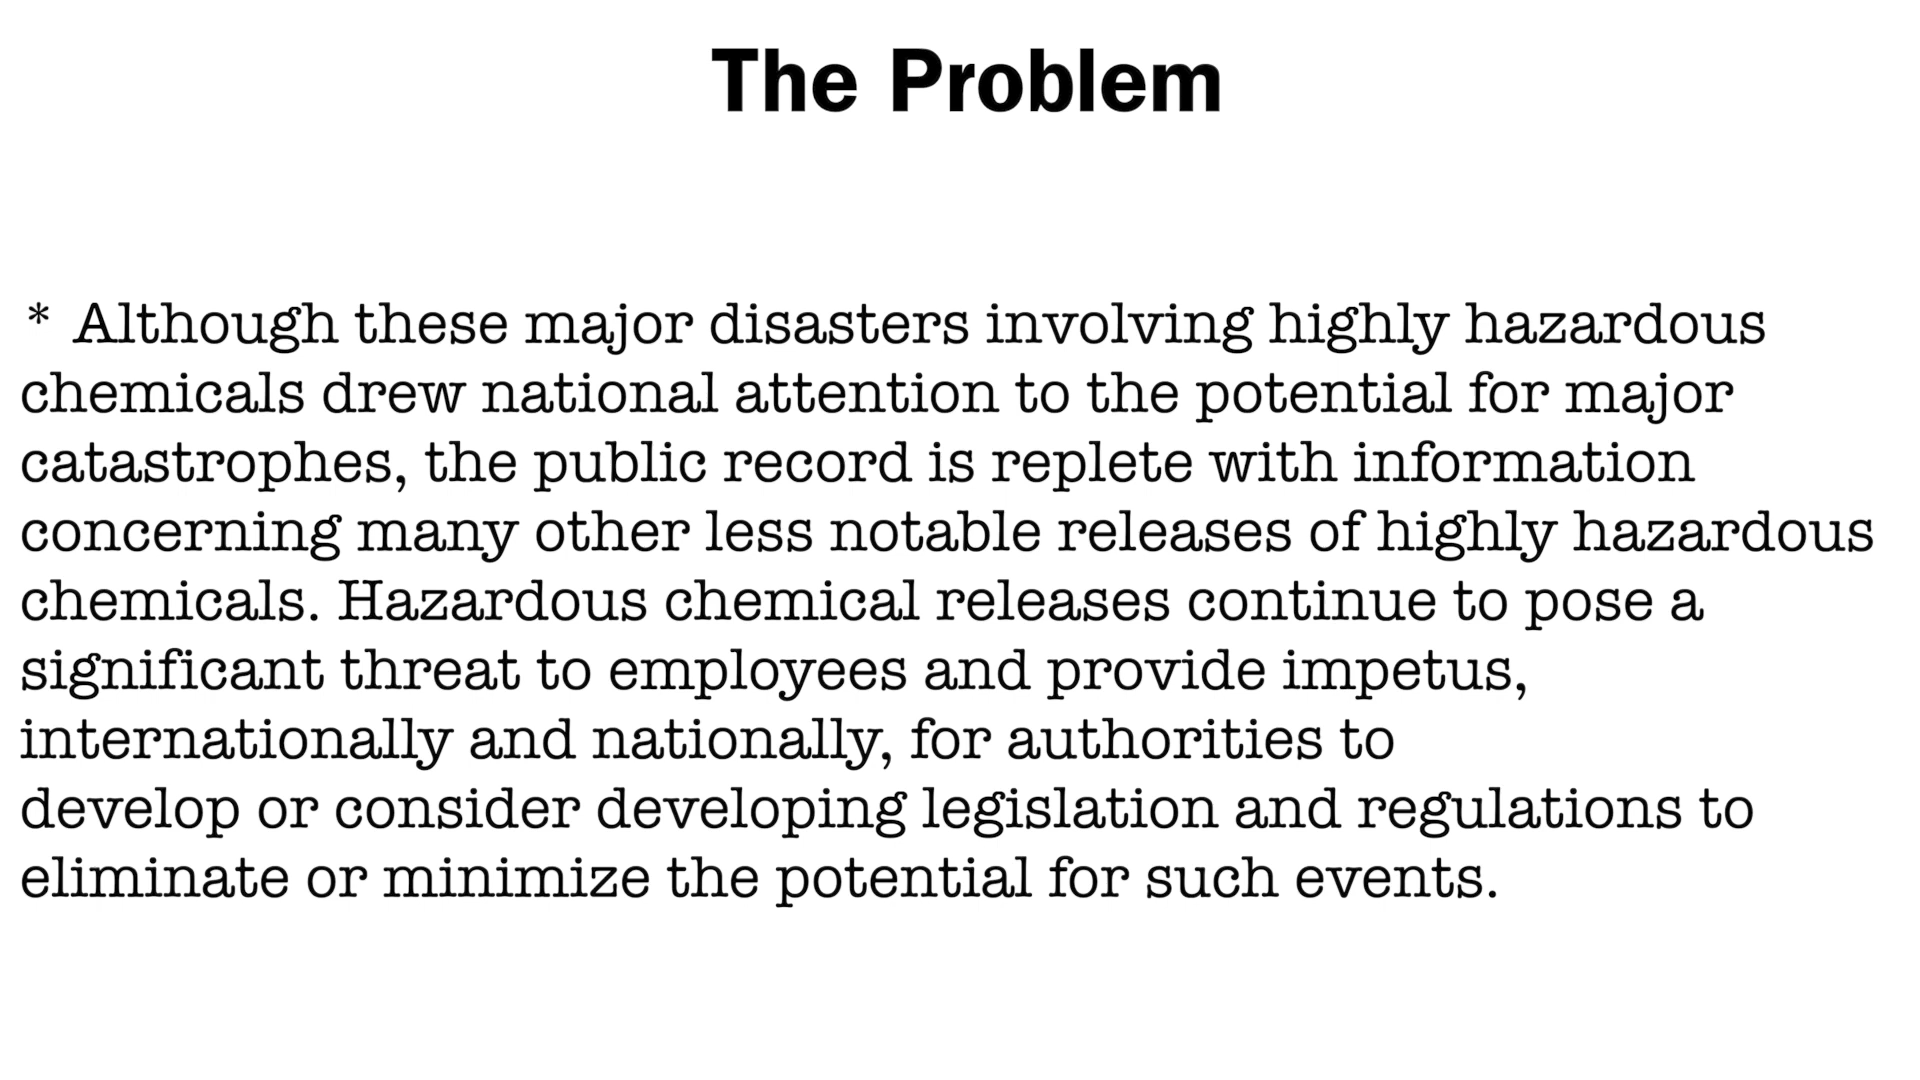 The Problem
* Although these major disasters involving highly hazardous
chemicals drew national attention to the potential for major
catastrophes, the public record is replete with information
concerning many other less notable releases of highly hazardous
chemicals. Hazardous chemical releases continue to pose a
significant threat to employees and provide impetus,
internationally and nationally, for authorities to
develop or consider developing legislation and regulations to
eliminate or minimize the potential for such events.